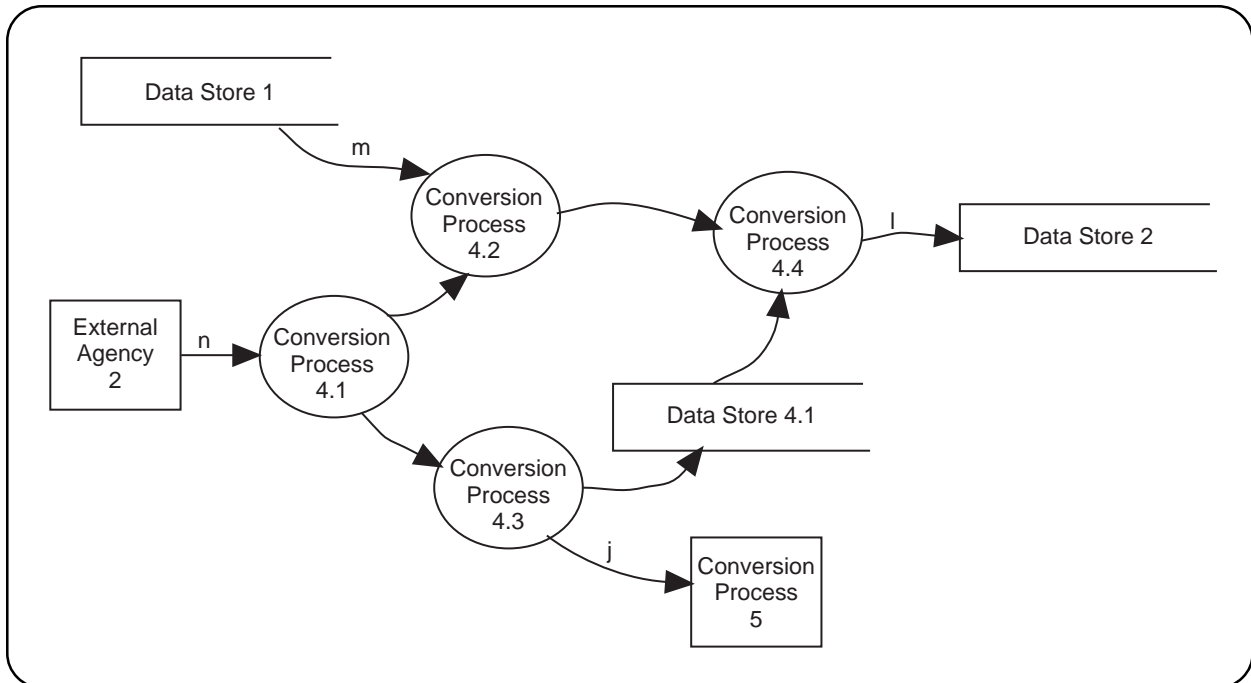 Data Store 1
m
Conversion
Process
4.2
Conversion
Process
4.4
l
Data Store 2
External
Agency
2
n
Conversion
Process
4.1
Data Store 4.1
Conversion
Process
4.3
j
Conversion
Process
5